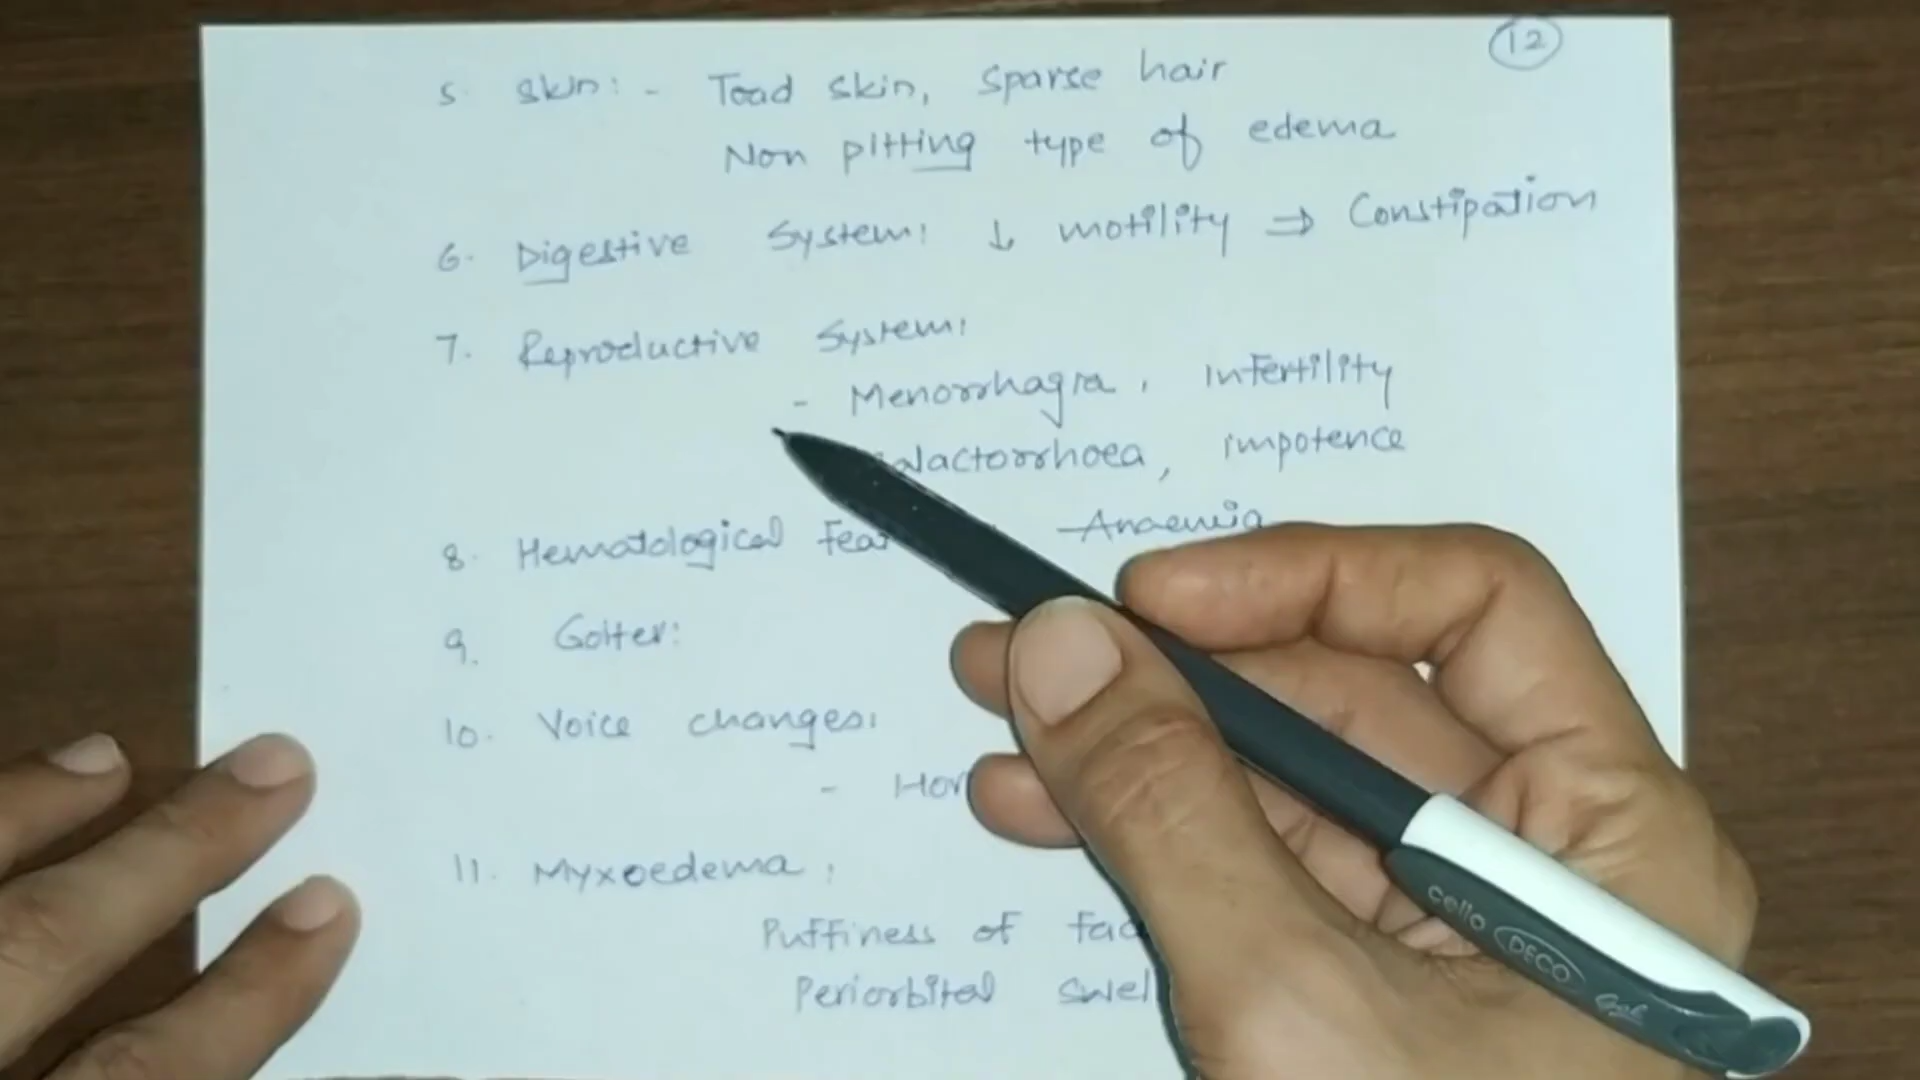 12
5. Skin:- Toad skin, sparse hair
Non pitting type of edema
6. Digestive System: ↓ motility ⇒ Constipation
7. Reproductive System:
- Menorrhagia, Infertility
alactorrhoea, impotence
8. Hematological Fea - Anaemia
9. Goiter:
10. Voice changes:
- Hor
11. Myxoedema:
Puffiness of fac
Periorbital swel
cello DECO